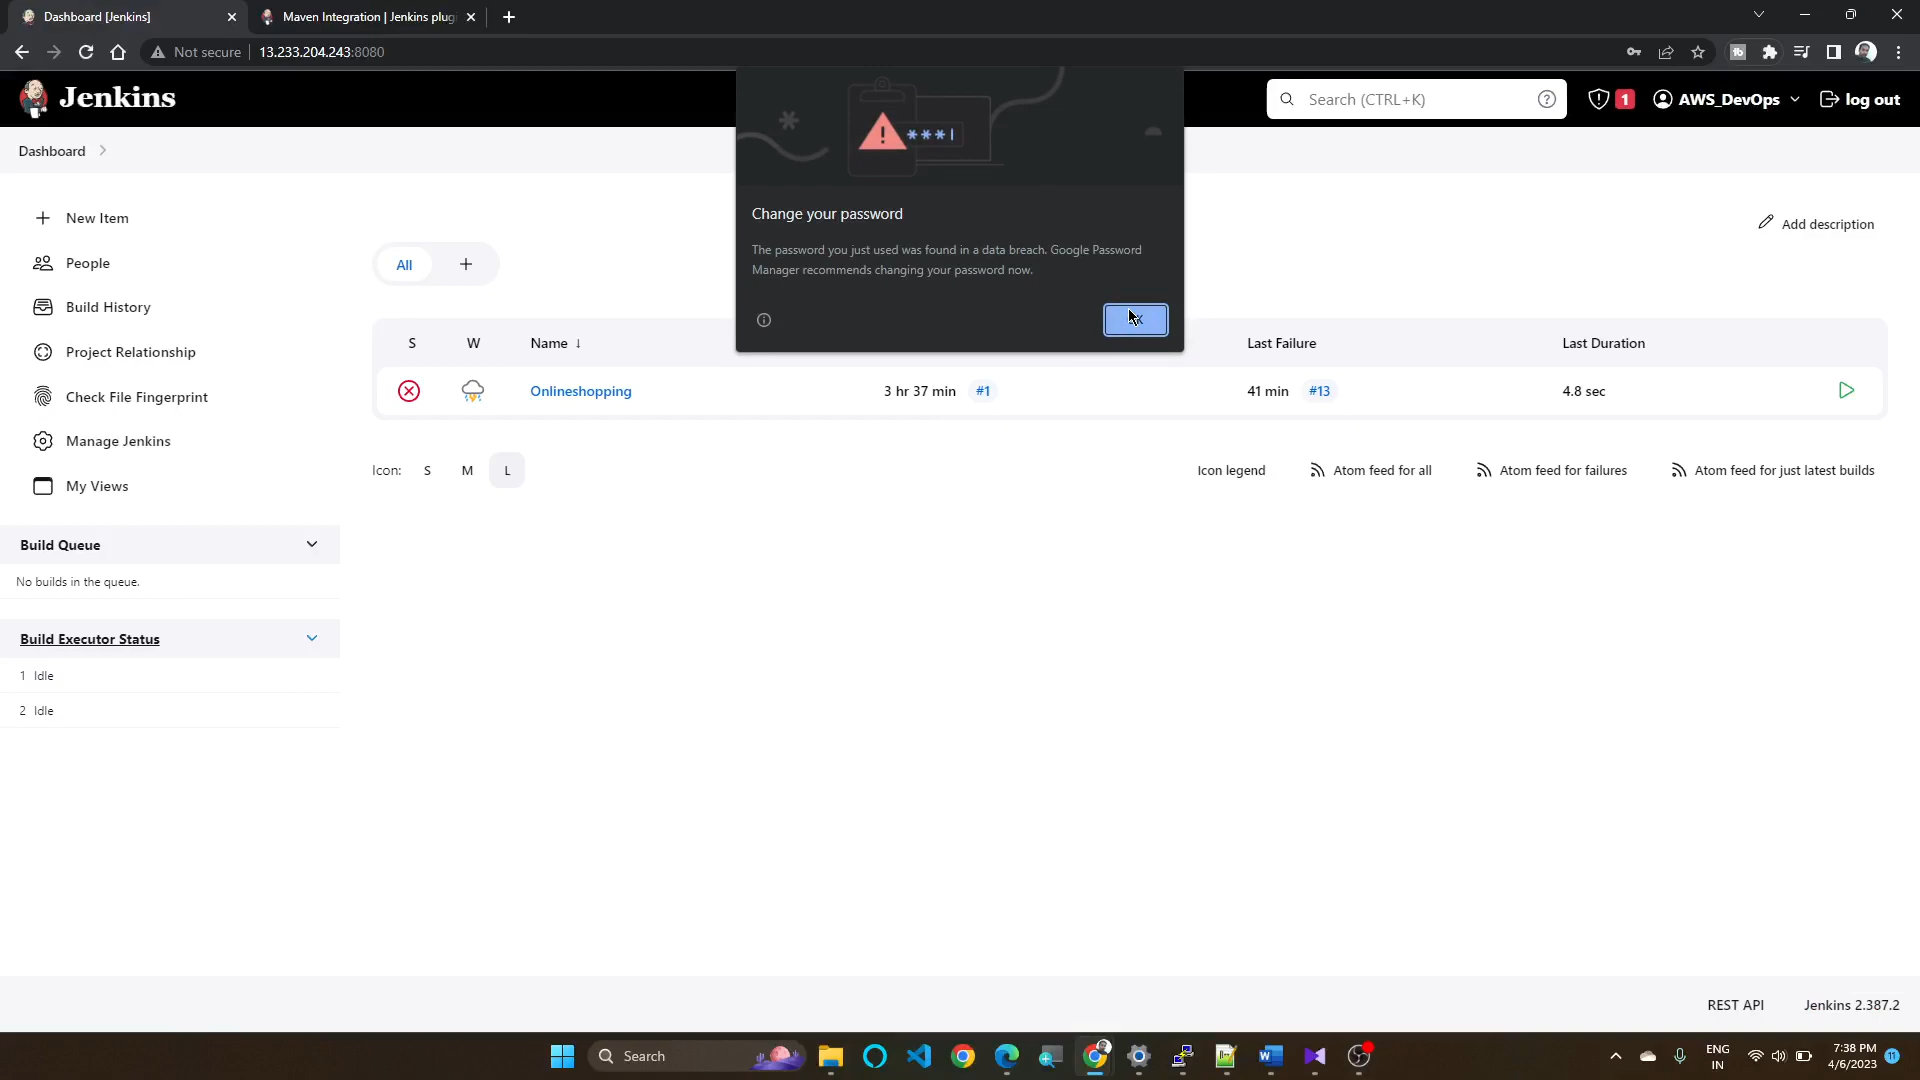 Dashboard [Jenkins]
Maven Integration | Jenkins plug
Not secure
13.233.204.243:8080
Jenkins
Search (CTRL+K)
1
AWS_DevOps
log out
Dashboard
***
Change your password
The password you just used was found in a data breach. Google Password
Manager recommends changing your password now.
New Item
People
Build History
Project Relationship
Check File Fingerprint
Manage Jenkins
My Views
Add description
All
S W Name ↓ Last Failure Last Duration
Onlineshopping 3 hr 37 min #1 41 min #13 4.8 sec
Icon: S M L
Icon legend
Atom feed for all
Atom feed for failures
Atom feed for just latest builds
Build Queue
No builds in the queue.
Build Executor Status
1 Idle
2 Idle
REST API
Jenkins 2.387.2
Search
ENG
IN
7:38 PM
4/6/2023
11